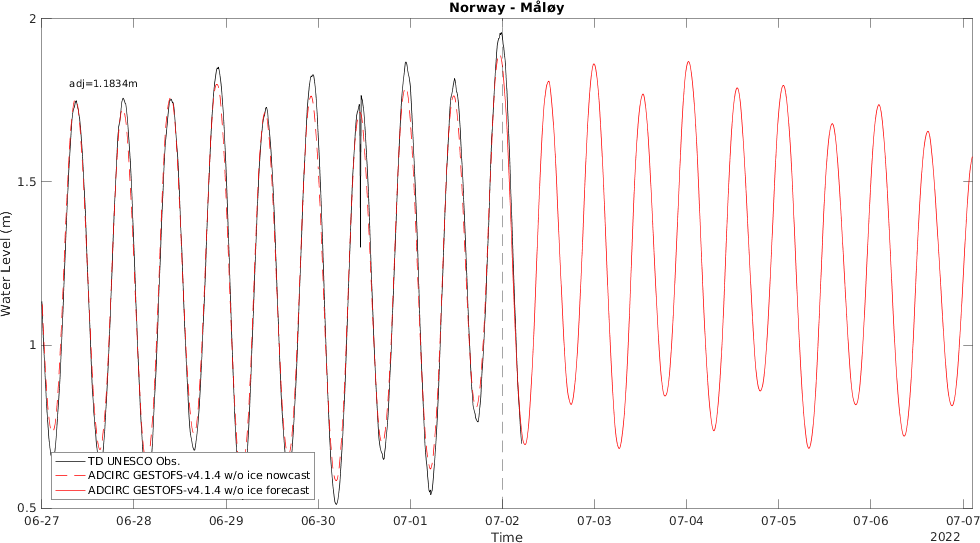 Norway - Måløy
2
adj=1.1834m
1.5
Water Level (m)
1
TD UNESCO Obs.
ADCIRC GESTOFS-v4.1.4 w/o ice nowcast
ADCIRC GESTOFS-v4.1.4 w/o ice forecast
0.5
06-27 06-28 06-29 06-30 07-01 07-02 07-03 07-04 07-05 07-06 07-07
Time
2022